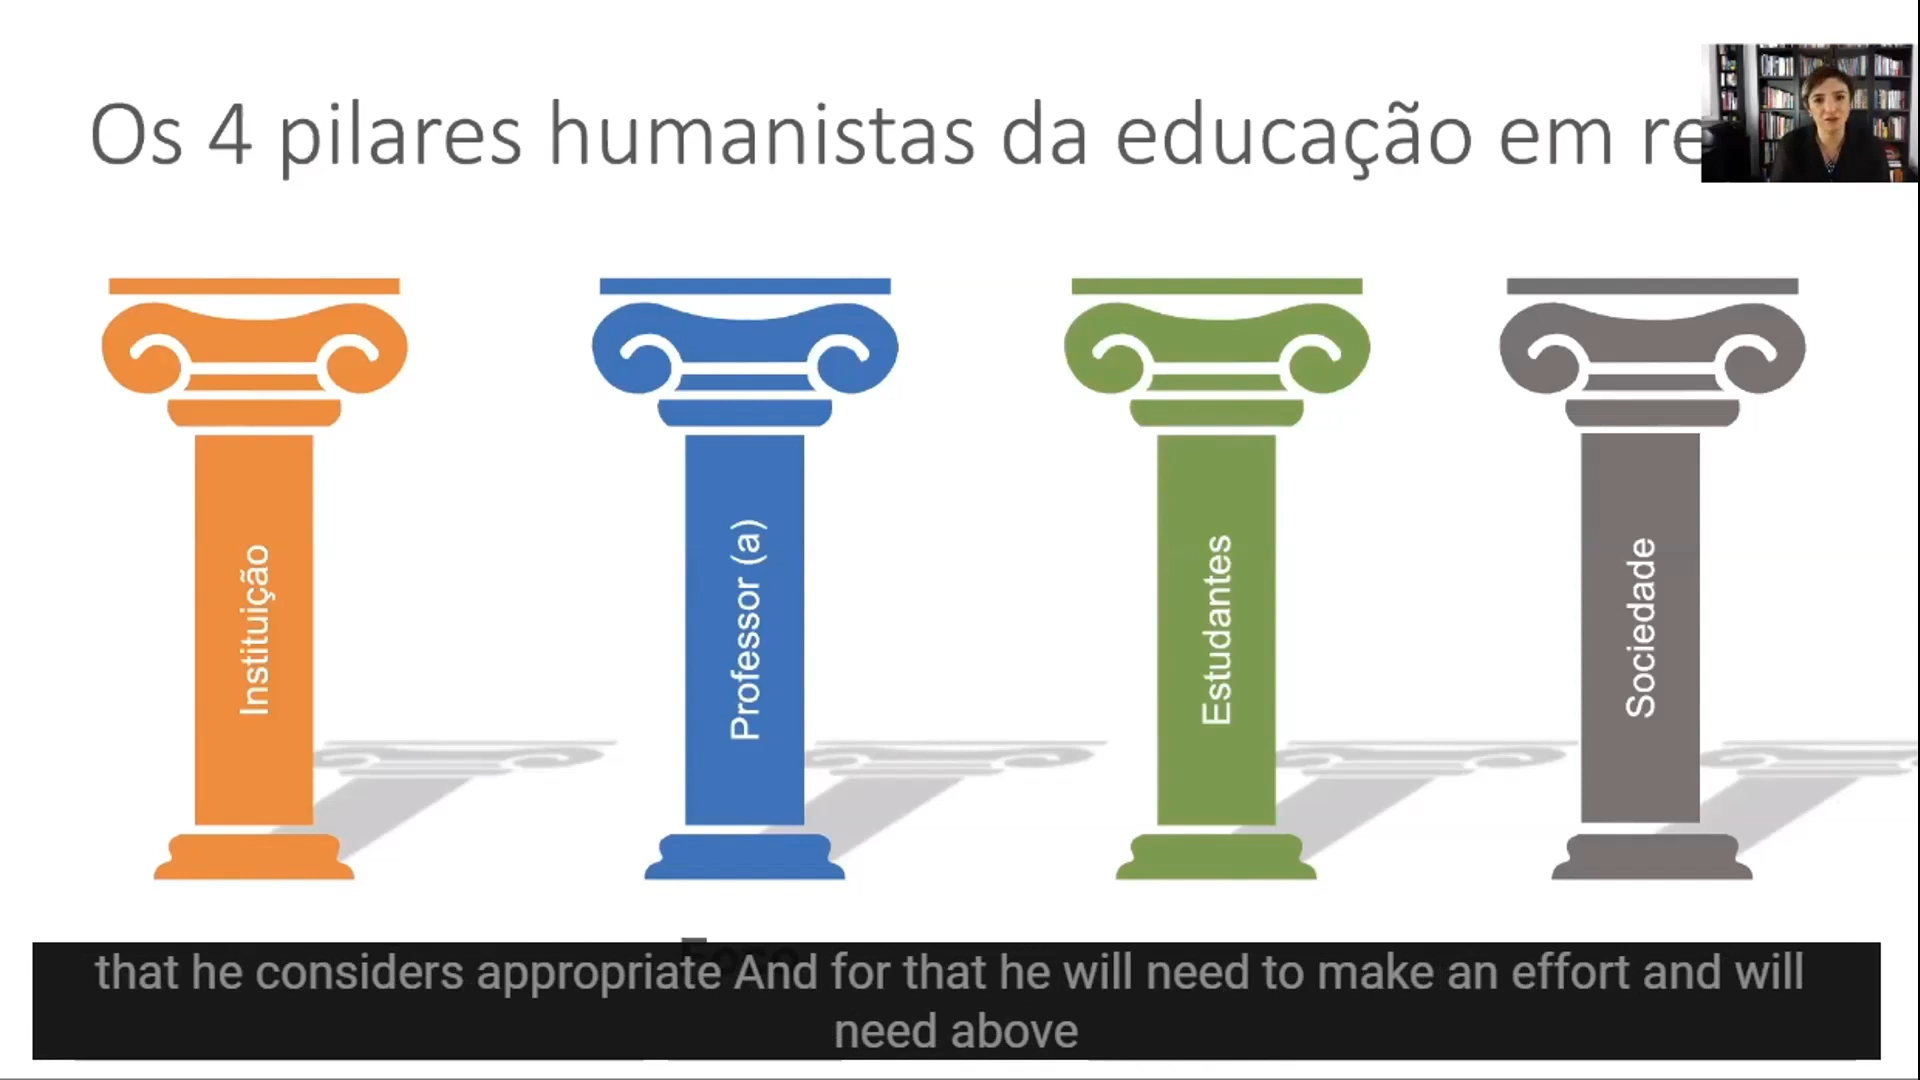 Os 4 pilares humanistas da educação em
Instituição
Professor (a)
Estudantes
Sociedade
that he considers appropriate And for that he will need to make an effort and will
need above